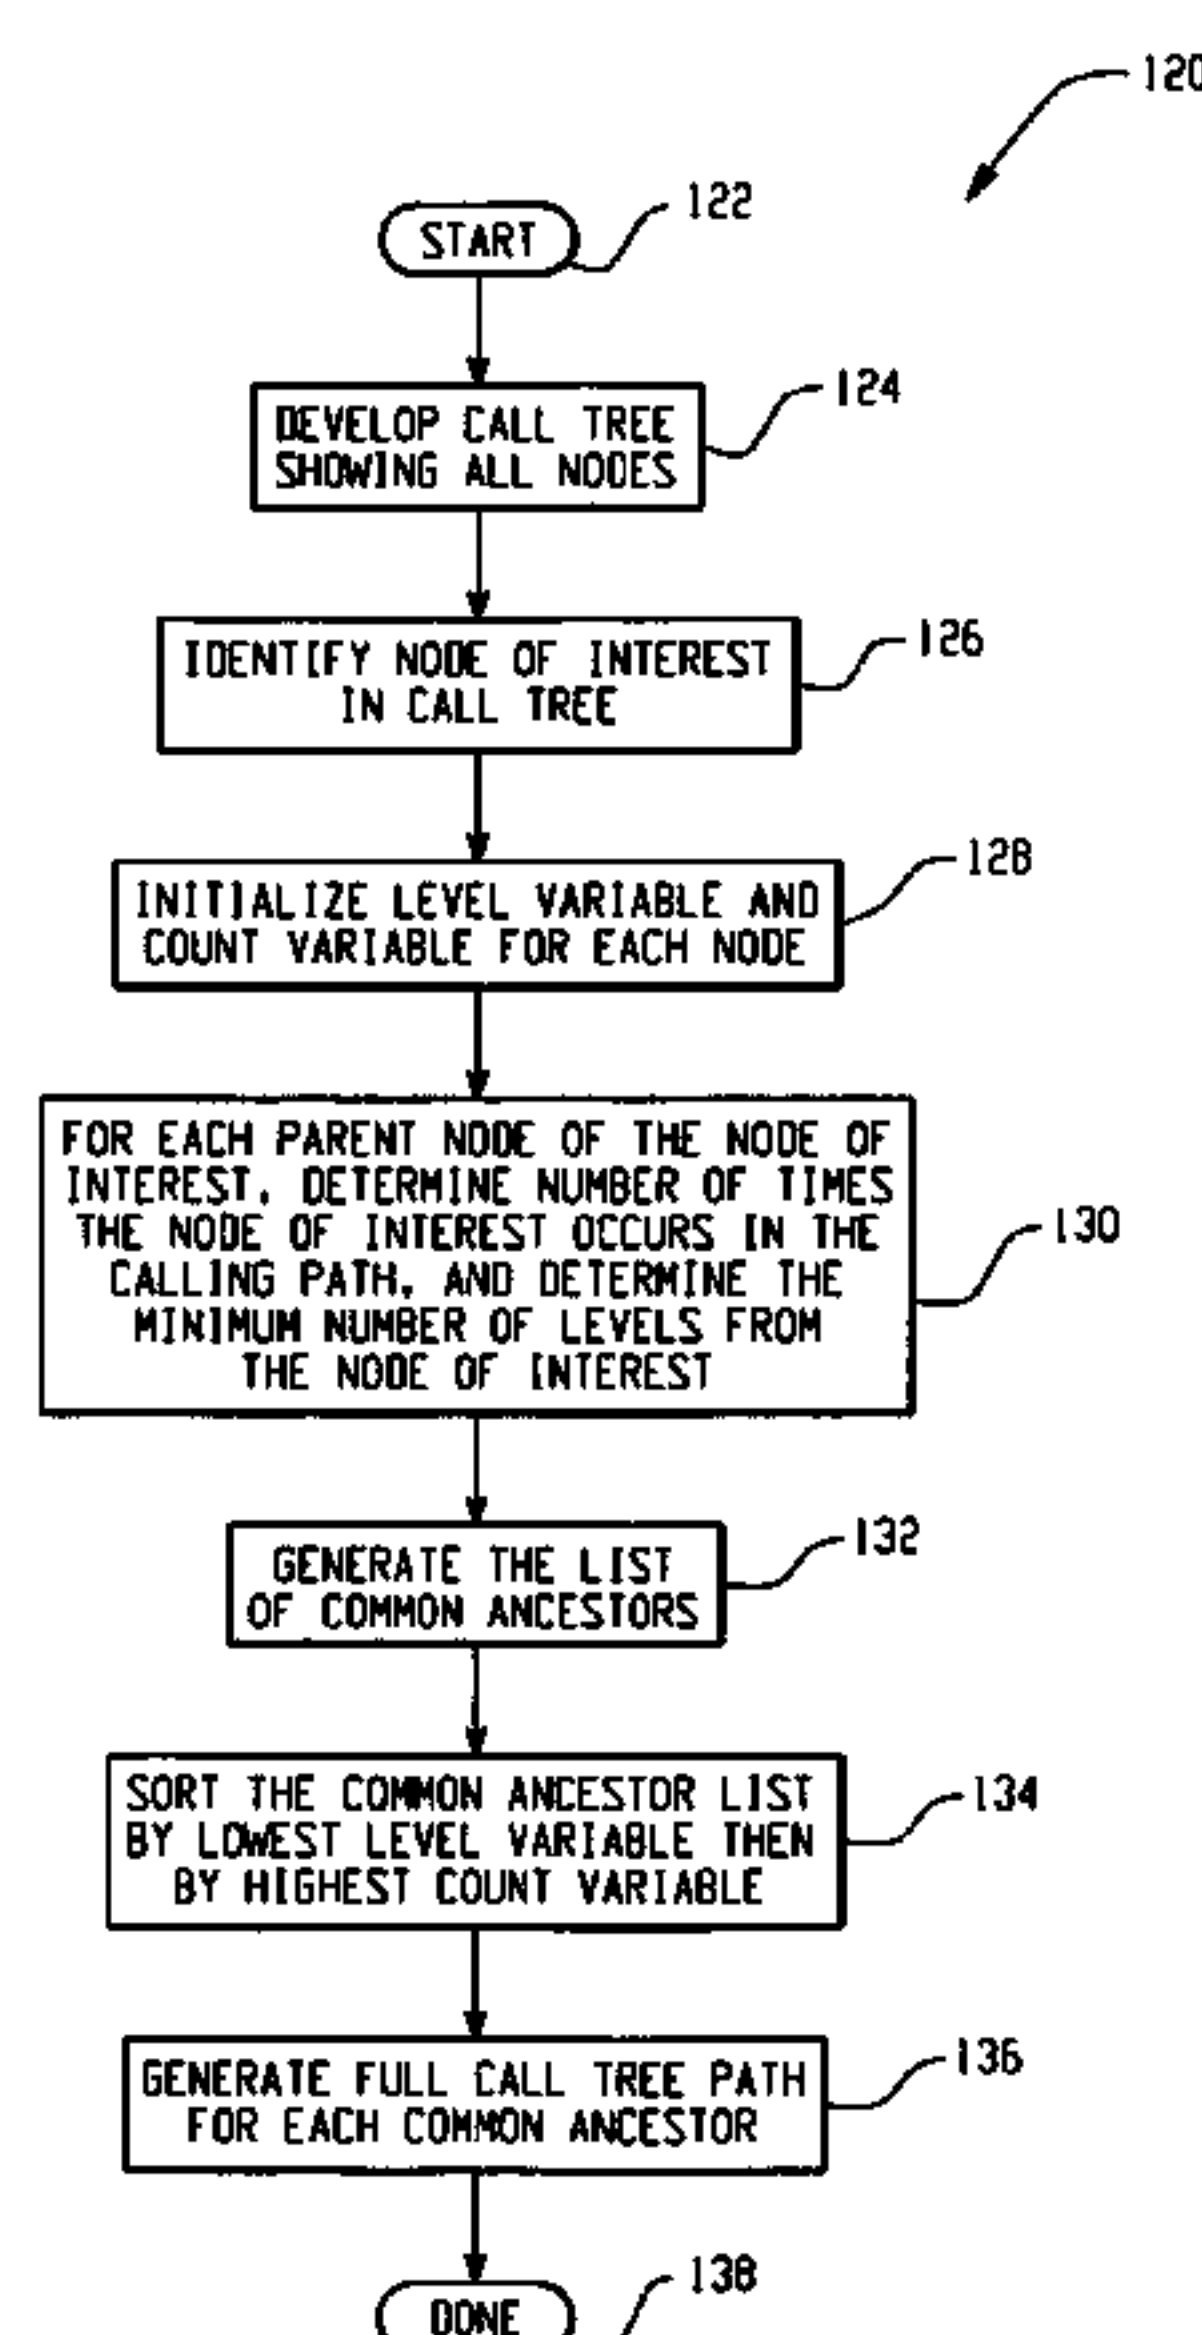 120
122
START
124
DEVELOP CALL TREE
SHOWING ALL NODES
126
IDENTIFY NODE OF INTEREST
IN CALL TREE
128
INITIALIZE LEVEL VARIABLE AND
COUNT VARIABLE FOR EACH NODE
FOR EACH PARENT NODE OF THE NODE OF
INTEREST, DETERMINE NUMBER OF TIMES
THE NODE OF INTEREST OCCURS IN THE
CALLING PATH, AND DETERMINE THE
MINIMUM NUMBER OF LEVELS FROM
THE NODE OF INTEREST
130
132
GENERATE THE LIST
OF COMMON ANCESTORS
134
SORT THE COMMON ANCESTOR LIST
BY LOWEST LEVEL VARIABLE THEN
BY HIGHEST COUNT VARIABLE
136
GENERATE FULL CALL TREE PATH
FOR EACH COMMON ANCESTOR
138
DONE